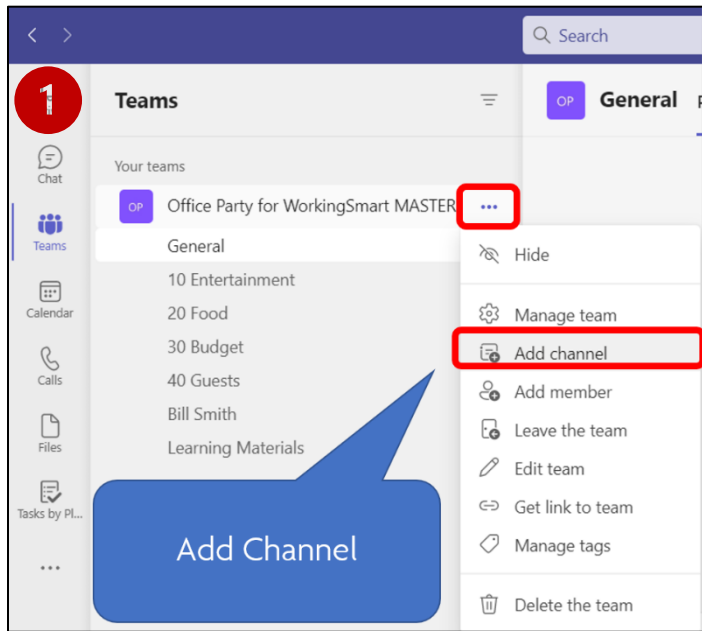 Search
1
Teams
OP
General
Chat
Your teams
OP
Office Party for WorkingSmart MASTER
Teams
General
Hide
10 Entertainment
Calendar
20 Food
Manage team
30 Budget
Add channel
Calls
40 Guests
Add member
Bill Smith
Leave the team
Files
Learning Materials
Edit team
Tasks by Pl...
Get link to team
Add Channel
Manage tags
Delete the team